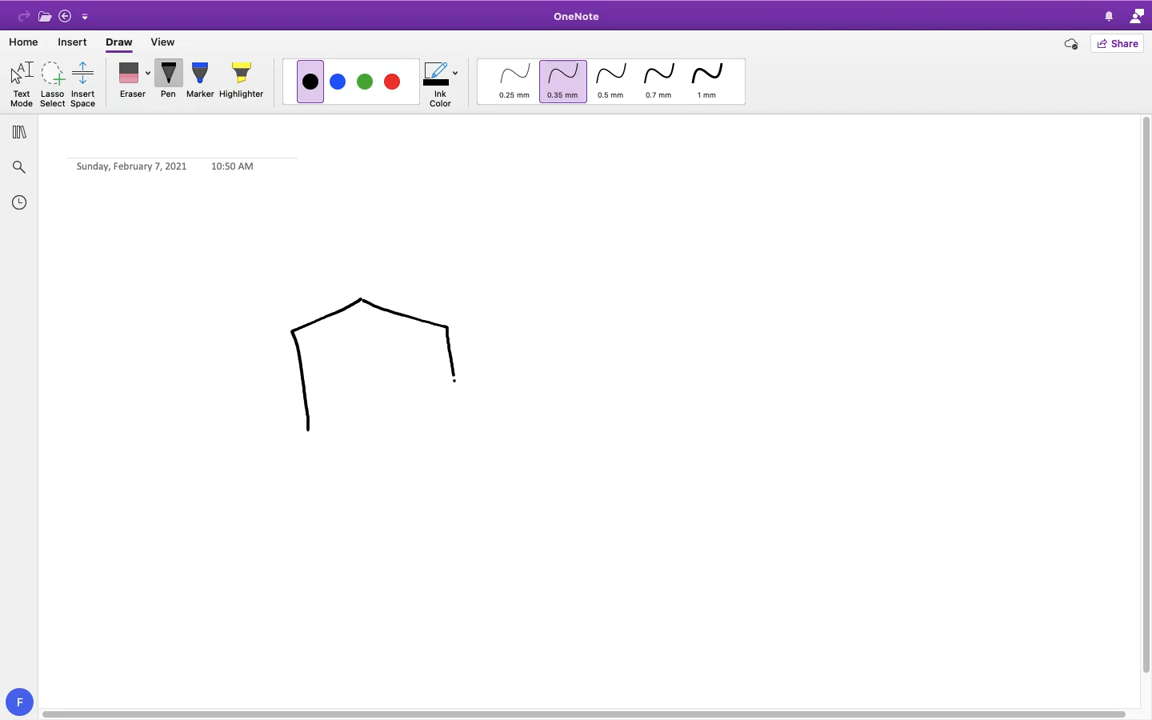 OneNote
Home Insert Draw View
Share
Text Mode
Lasso Select
Insert Space
Eraser
Pen
Marker
Highlighter
Ink Color
0.25 mm
0.35 mm
0.5 mm
0.7 mm
1 mm
Sunday, February 7, 2021 10:50 AM
F